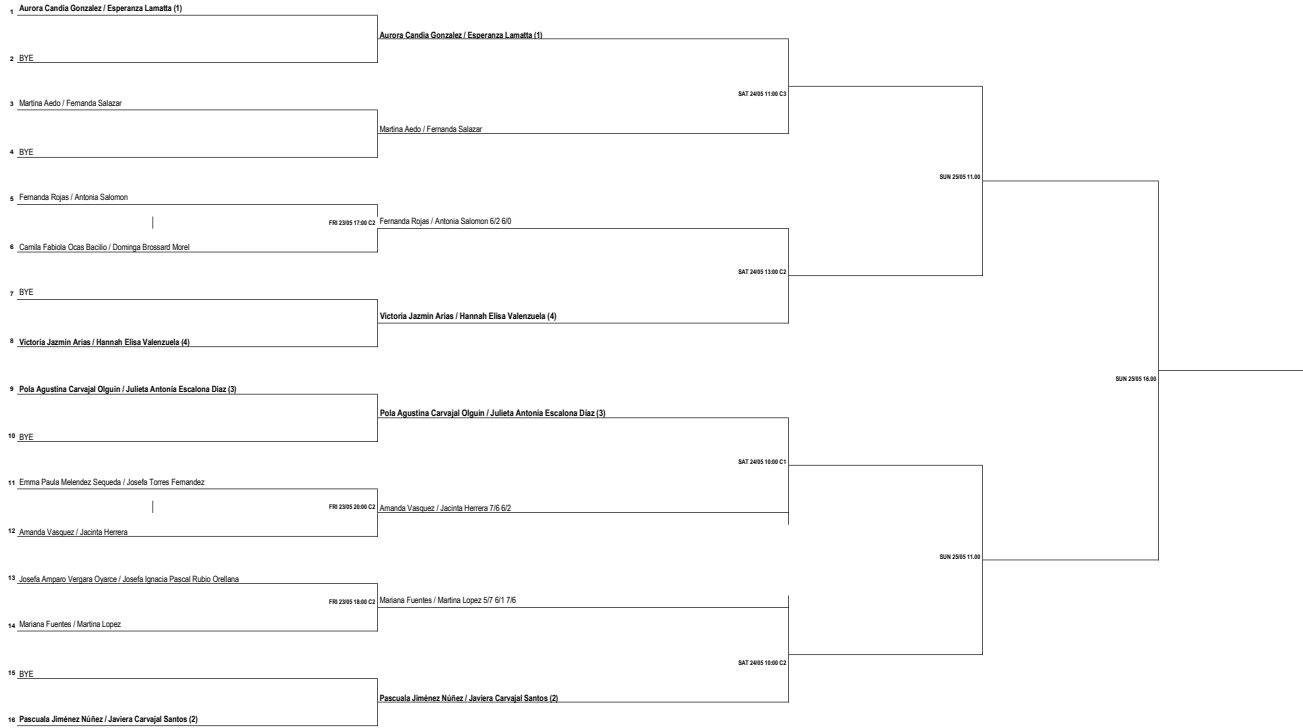 1 Aurora Candia Gonzalez / Esperanza Lamatta (1)
Aurora Candia Gonzalez / Esperanza Lamatta (1)
2 BYE
SAT 24/05 11:00 C3
3 Martina Aedo / Fernanda Salazar
Martina Aedo / Fernanda Salazar
4 BYE
SUN 25/05 11.00
5 Fernanda Rojas / Antonia Salomon
FRI 23/05 17:00 C2 Fernanda Rojas / Antonia Salomon 6/2 6/0
6 Camila Fabiola Ocas Bacilio / Dominga Brossard Morel
SAT 24/05 13:00 C2
7 BYE
Victoria Jazmin Arias / Hannah Elisa Valenzuela (4)
8 Victoria Jazmin Arias / Hannah Elisa Valenzuela (4)
SUN 25/05 16.00
9 Pola Agustina Carvajal Olguin / Julieta Antonia Escalona Diaz (3)
Pola Agustina Carvajal Olguin / Julieta Antonia Escalona Diaz (3)
10 BYE
SAT 24/05 10:00 C1
11 Emma Paula Melendez Sequeda / Josefa Torres Fernandez
FRI 23/05 20:00 C2 Amanda Vasquez / Jacinta Herrera 7/6 6/2
12 Amanda Vasquez / Jacinta Herrera
SUN 25/05 11.00
13 Josefa Amparo Vergara Oyarce / Josefa Ignacia Pascal Rubio Orellana
FRI 23/05 18:00 C2 Mariana Fuentes / Martina Lopez 5/7 6/1 7/6
14 Mariana Fuentes / Martina Lopez
SAT 24/05 10:00 C2
15 BYE
Pascuala Jiménez Núñez / Javiera Carvajal Santos (2)
16 Pascuala Jiménez Núñez / Javiera Carvajal Santos (2)